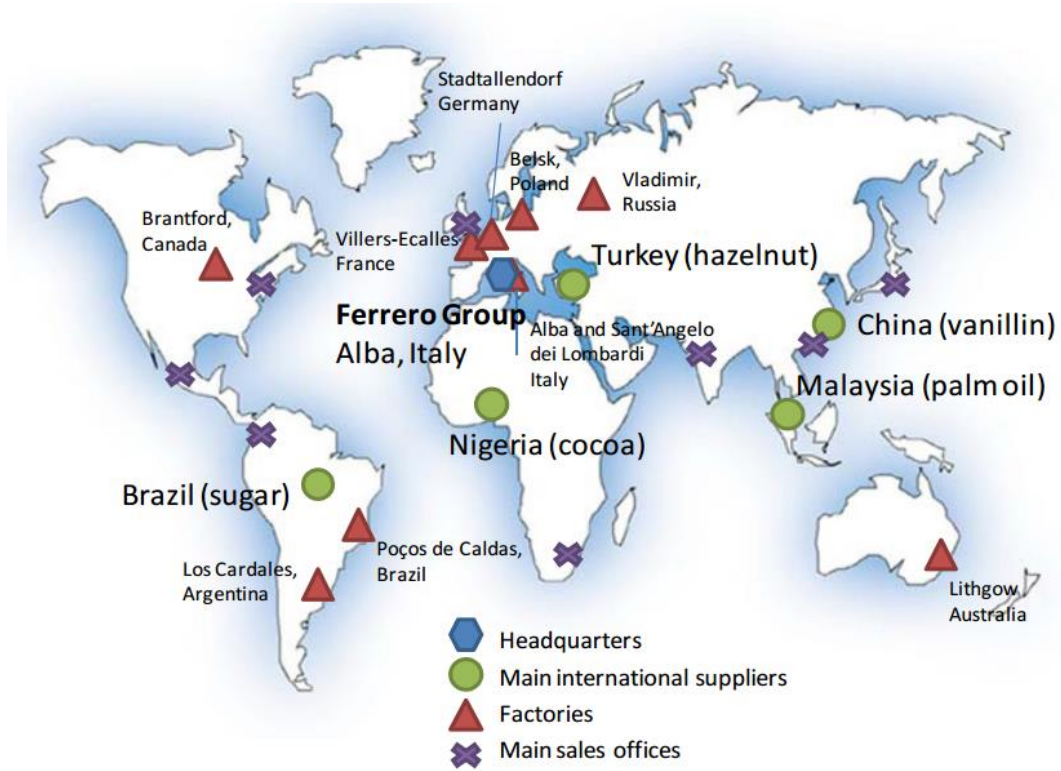 Stadtallendorf
Germany
Belsk,
Poland
Vladimir,
Russia
Brantford,
Canada
Villers-Ecalles
France
Turkey (hazelnut)
Ferrero Group
Alba, Italy
Alba and Sant'Angelo
dei Lombardi
Italy
China (vanillin)
Malaysia (palm oil)
Nigeria (cocoa)
Brazil (sugar)
Poços de Caldas,
Brazil
Los Cardales,
Argentina
Lithgow
Australia
Headquarters
Main international suppliers
Factories
Main sales offices